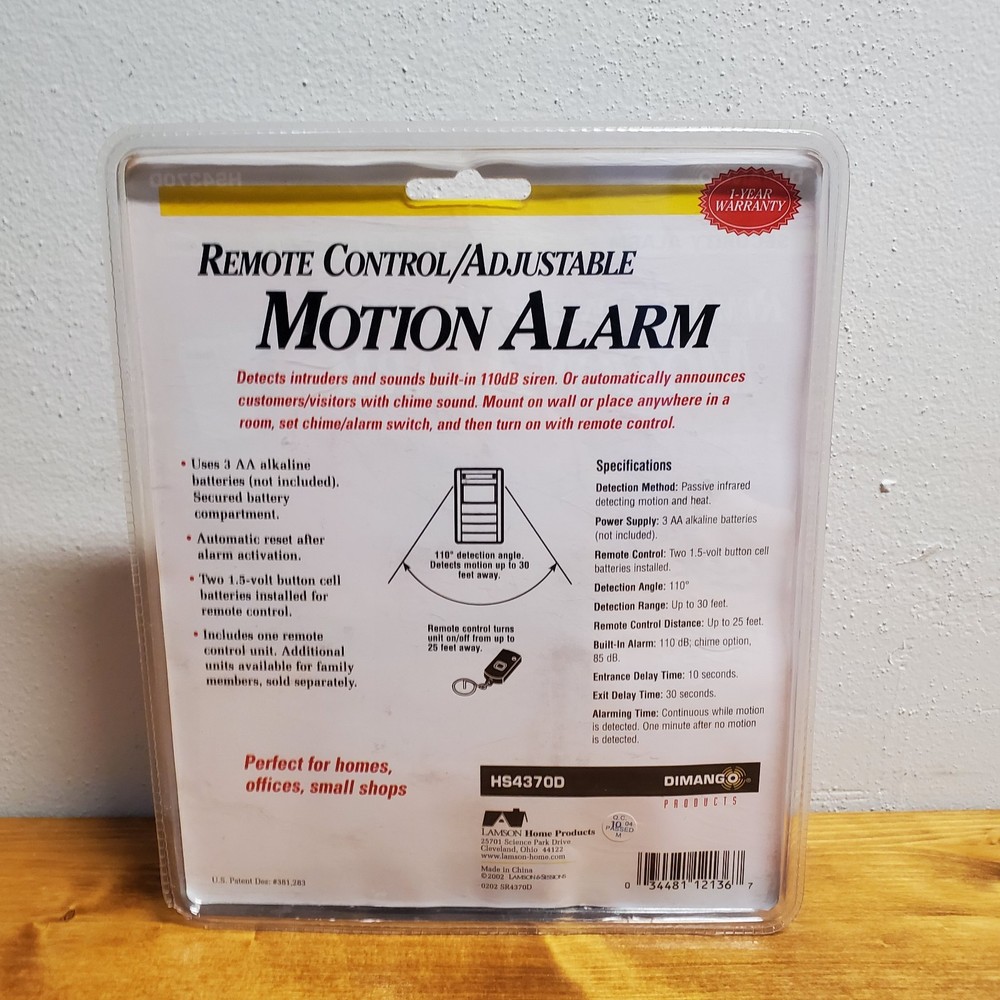 HS4370D
1-YEAR
WARRANTY
REMOTE CONTROL/ADJUSTABLE
MOTION ALARM
Detects intruders and sounds built-in 110dB siren. Or automatically announces
customers/visitors with chime sound. Mount on wall or place anywhere in a
room, set chime/alarm switch, and then turn on with remote control.
• Uses 3 AA alkaline
batteries (not included).
Secured battery
compartment.
• Automatic reset after
alarm activation.
• Two 1.5-volt button cell
batteries installed for
remote control.
• Includes one remote
control unit. Additional
units available for family
members, sold separately.
110° detection angle.
Detects motion up to 30
feet away.
Remote control turns
unit on/off from up to
25 feet away.
Specifications
Detection Method: Passive infrared
detecting motion and heat.
Power Supply: 3 AA alkaline batteries
(not included).
Remote Control: Two 1.5-volt button cell
batteries installed.
Detection Angle: 110°
Detection Range: Up to 30 feet.
Remote Control Distance: Up to 25 feet.
Built-In Alarm: 110 dB; chime option,
85 dB.
Entrance Delay Time: 10 seconds.
Exit Delay Time: 30 seconds.
Alarming Time: Continuous while motion
is detected. One minute after no motion
is detected.
Perfect for homes,
offices, small shops
HS4370D
DIMANGO®
PRODUCTS
LAMSON Home Products
25701 Science Park Drive
Cleveland, Ohio 44122
www.lamson-home.com
Made in China
©2002 LAMSON & SESSIONS
0202 SR4370D
Q.C.
10 04
PASSED
M
U.S. Patent Des: #381,283
0 34481 12136 7